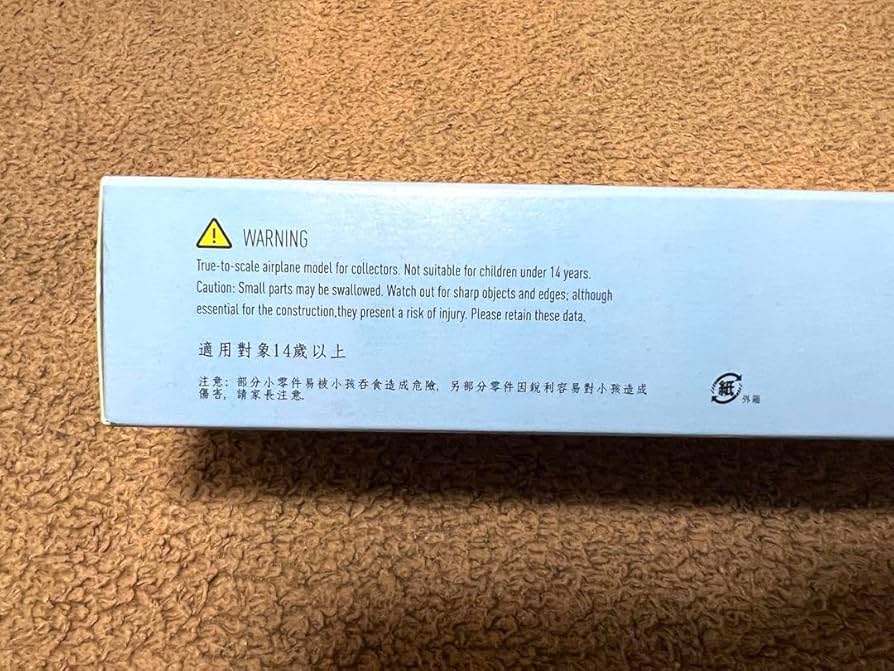 WARNING
True-to-scale airplane model for collectors. Not suitable for children under 14 years.
Caution: Small parts may be swallowed. Watch out for sharp objects and edges; although
essential for the construction,they present a risk of injury. Please retain these data.
適用對象14歲以上
注意: 部分小零件易被小孩吞食造成危險, 另部分零件因銳利容易對小孩造成
傷害, 請家長注意.
紙
外箱